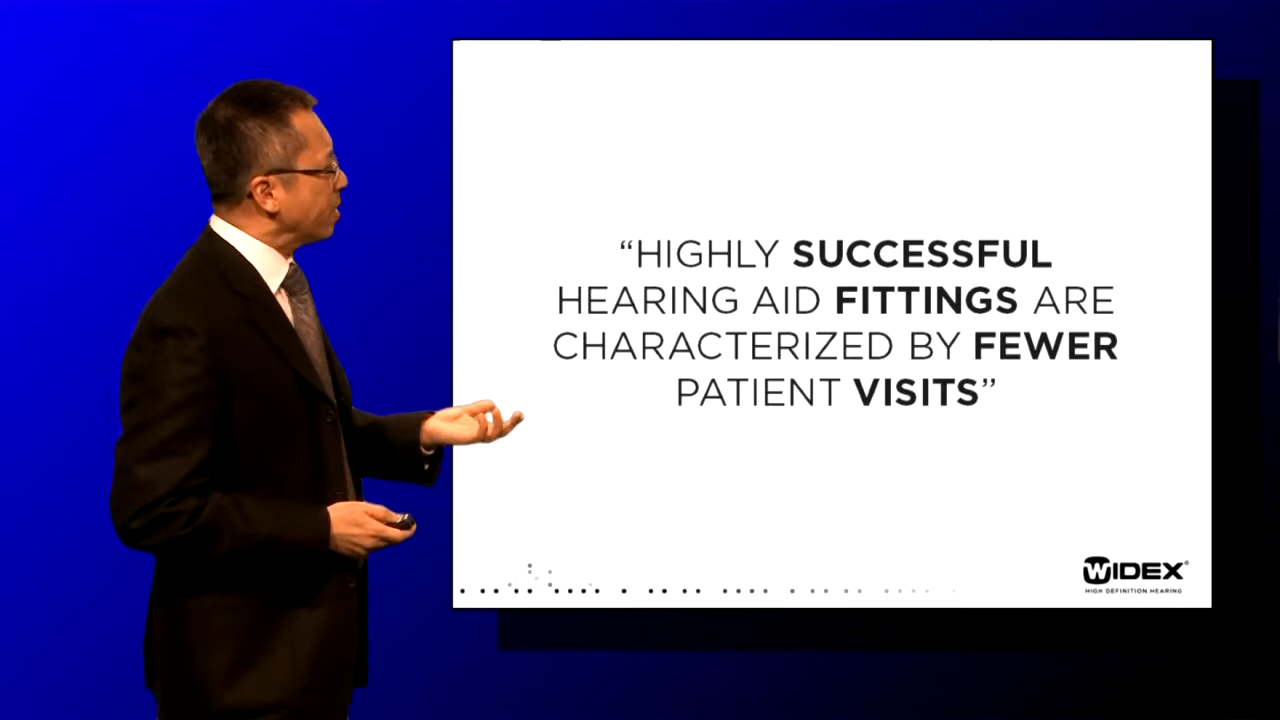 “HIGHLY SUCCESSFUL
HEARING AID FITTINGS ARE
CHARACTERIZED BY FEWER
PATIENT VISITS”
WIDEX®
HIGH DEFINITION HEARING